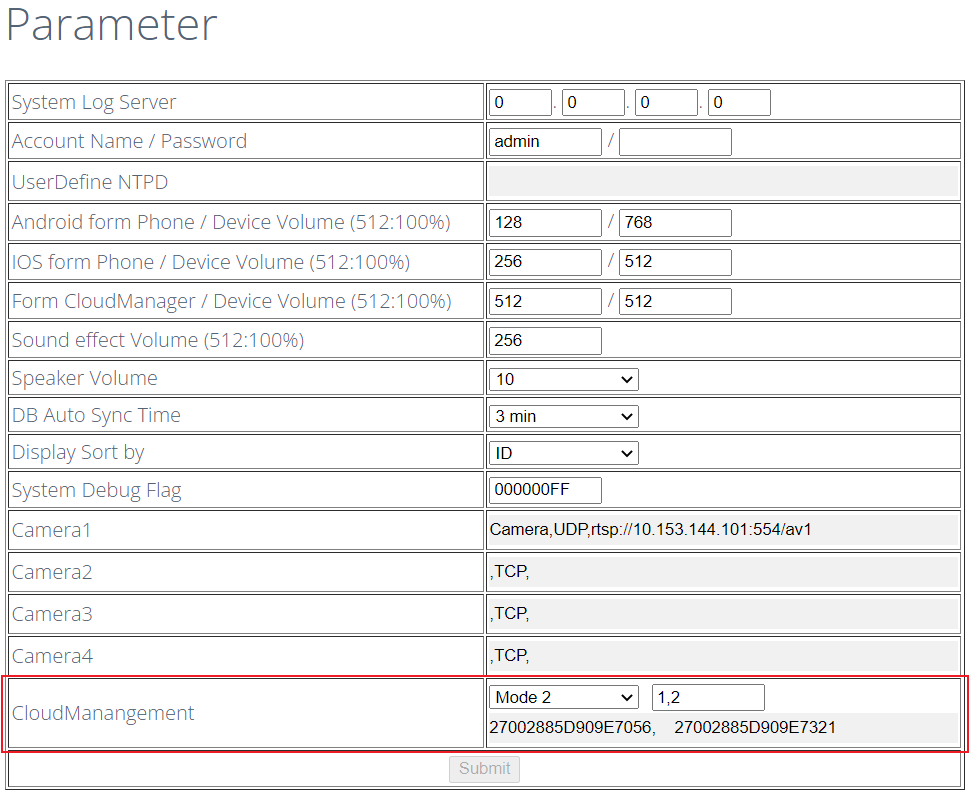 Parameter
System Log Server 0 . 0 . 0 . 0
Account Name / Password admin /
UserDefine NTPD
Android form Phone / Device Volume (512:100%) 128 / 768
IOS form Phone / Device Volume (512:100%) 256 / 512
Form CloudManager / Device Volume (512:100%) 512 / 512
Sound effect Volume (512:100%) 256
Speaker Volume 10
DB Auto Sync Time 3 min
Display Sort by ID
System Debug Flag 000000FF
Camera1 Camera,UDP,rtsp://10.153.144.101:554/av1
Camera2 ,TCP,
Camera3 ,TCP,
Camera4 ,TCP,
CloudManangement Mode 2 1,2
27002885D909E7056, 27002885D909E7321
Submit